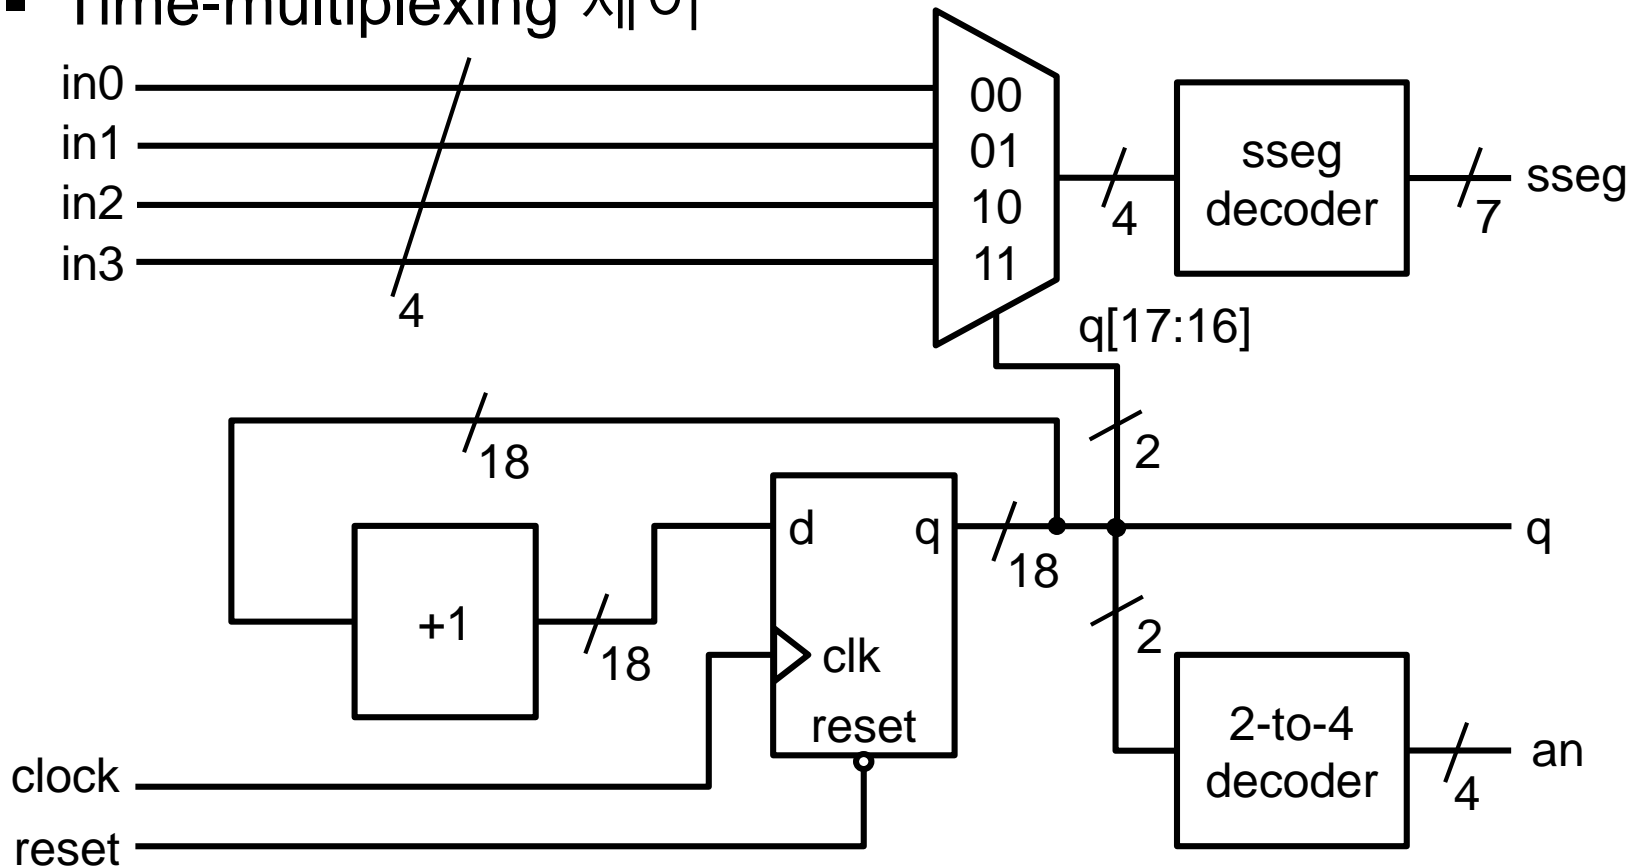 ▪ Time-multiplexing 제어
in0
in1
in2
in3
4
00
01
10
11
4
sseg
decoder
7
sseg
q[17:16]
2
18
+1
18
d
q
clk
reset
18
q
2
2-to-4
decoder
4
an
clock
reset